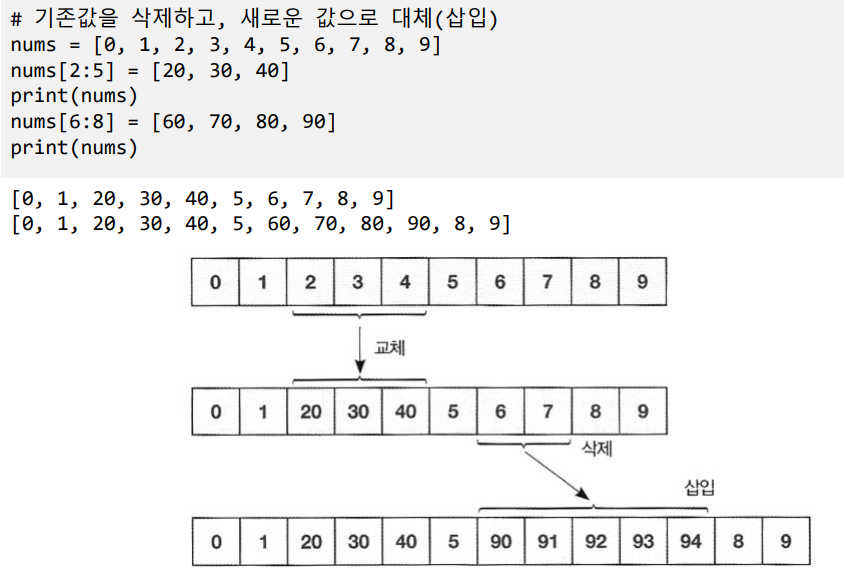 # 기존값을 삭제하고, 새로운 값으로 대체(삽입)
nums = [0, 1, 2, 3, 4, 5, 6, 7, 8, 9]
nums[2:5] = [20, 30, 40]
print(nums)
nums[6:8] = [60, 70, 80, 90]
print(nums)
[0, 1, 20, 30, 40, 5, 6, 7, 8, 9]
[0, 1, 20, 30, 40, 5, 60, 70, 80, 90, 8, 9]
0 1 2 3 4 5 6 7 8 9
교체
0 1 20 30 40 5 6 7 8 9
삭제
삽입
0 1 20 30 40 5 90 91 92 93 94 8 9